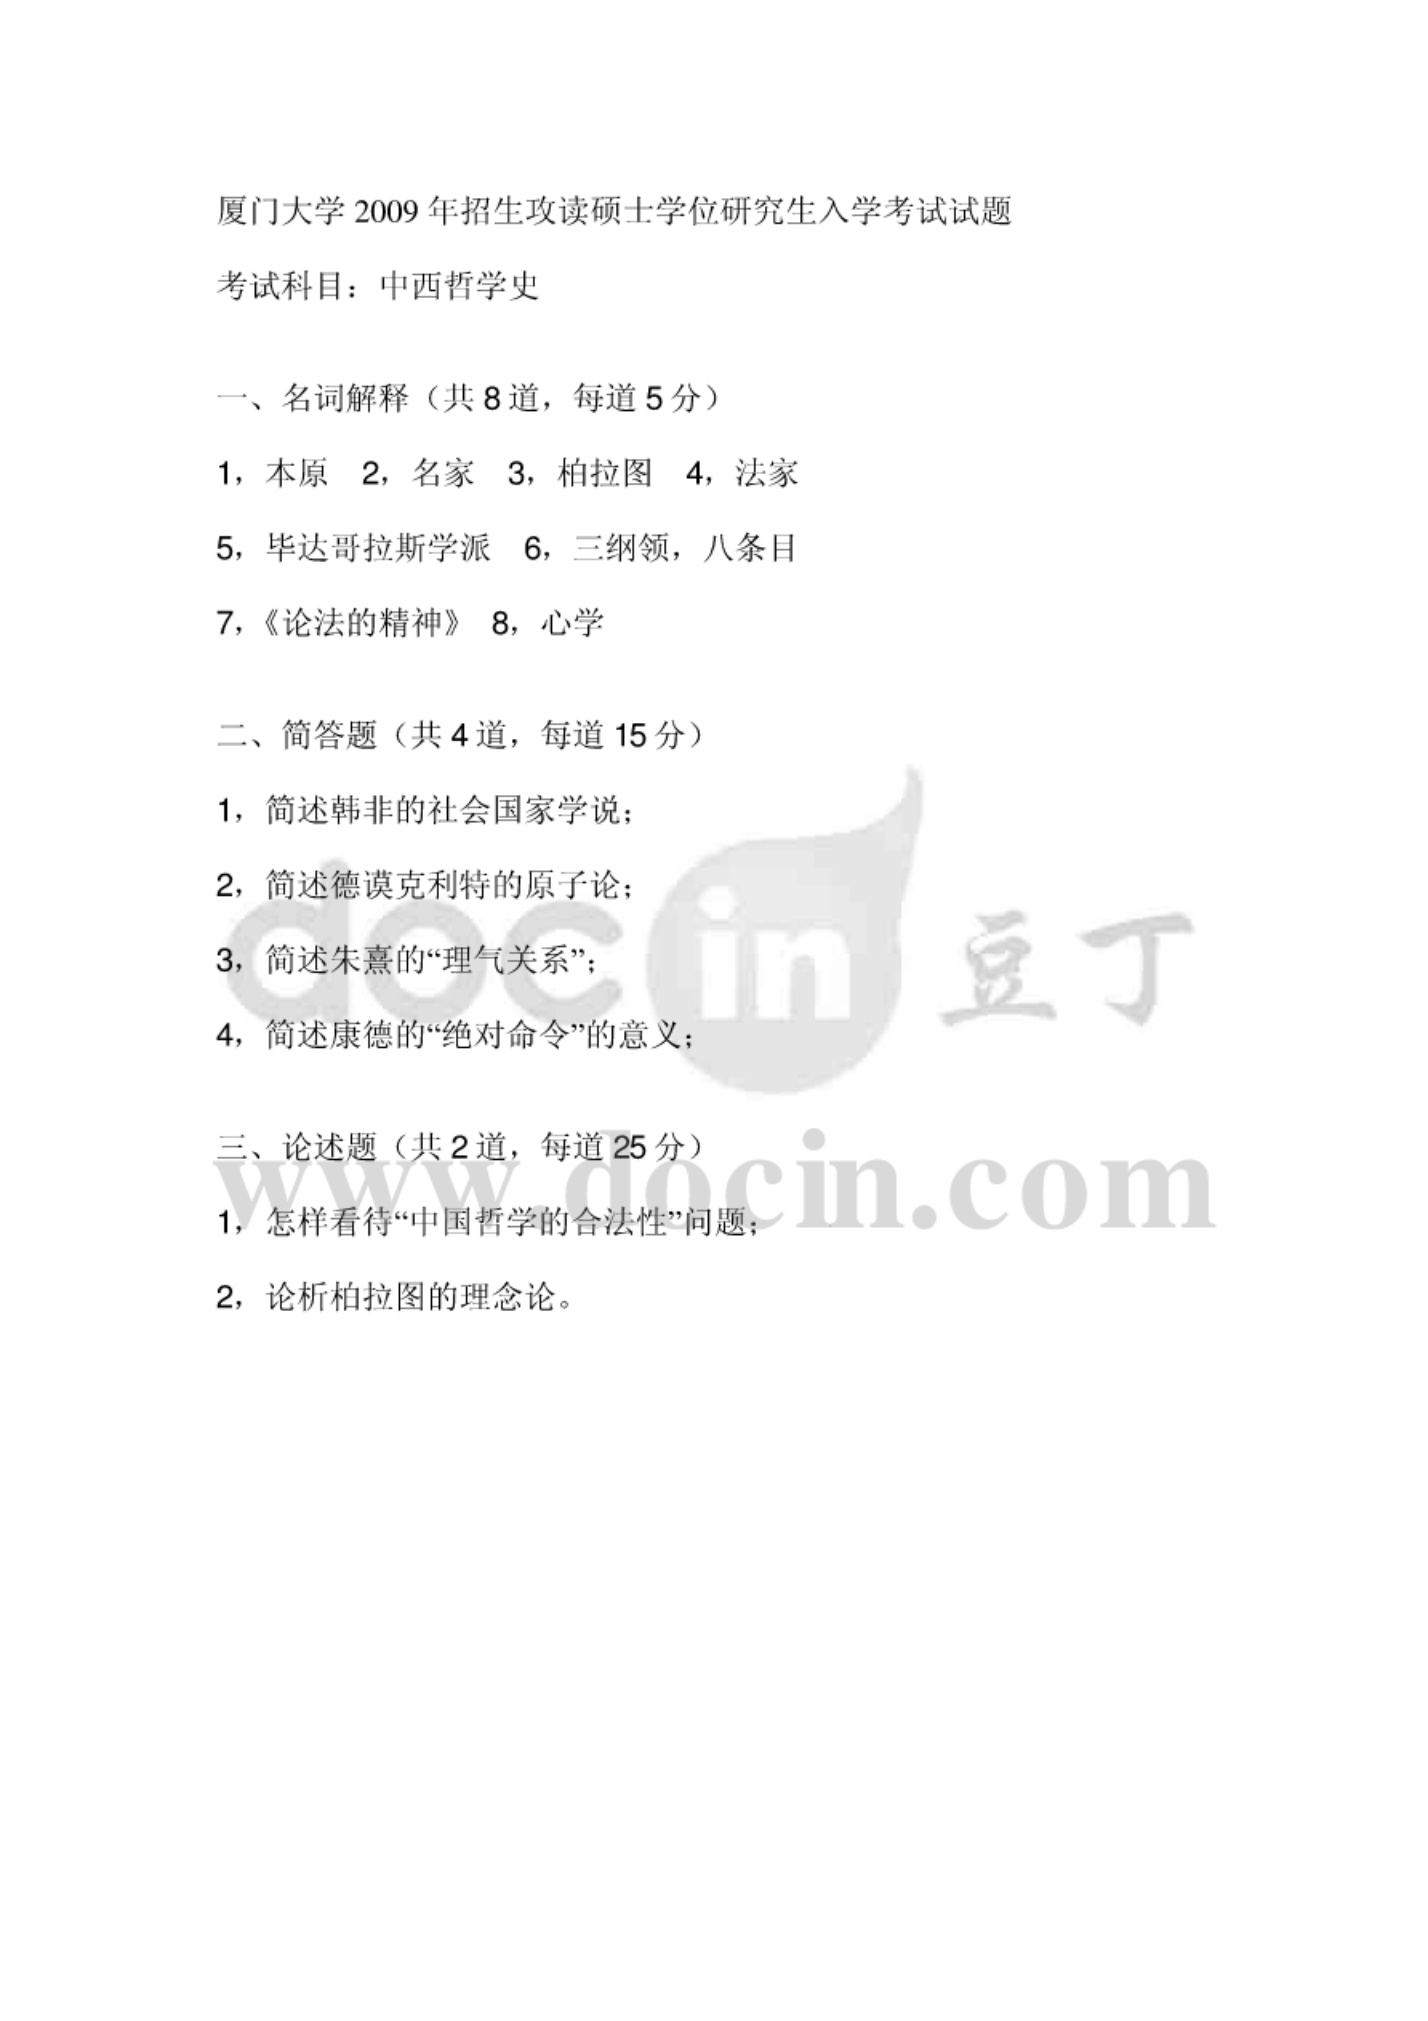 厦门大学 2009 年招生攻读硕士学位研究生入学考试试题
考试科目：中西哲学史
一、名词解释（共 8 道，每道 5 分）
1，本原　2，名家　3，柏拉图　4，法家
5，毕达哥拉斯学派　6，三纲领，八条目
7，《论法的精神》　8，心学
二、简答题（共 4 道，每道 15 分）
1，简述韩非的社会国家学说；
2，简述德谟克利特的原子论；
3，简述朱熹的“理气关系”；
4，简述康德的“绝对命令”的意义；
docin 豆丁
三、论述题（共 2 道，每道 25 分）
www.docin.com
1，怎样看待“中国哲学的合法性”问题；
2，论析柏拉图的理念论。